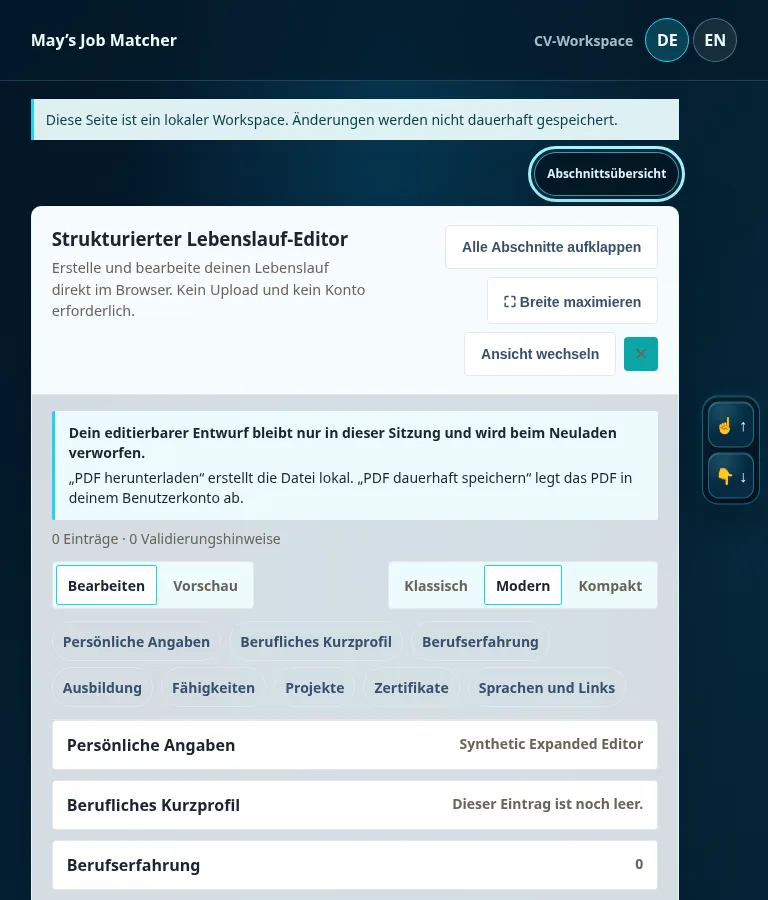 May’s Job Matcher
CV-Workspace DE EN
Diese Seite ist ein lokaler Workspace. Änderungen werden nicht dauerhaft gespeichert.
Abschnittsübersicht
Strukturierter Lebenslauf-Editor
Erstelle und bearbeite deinen Lebenslauf
direkt im Browser. Kein Upload und kein Konto
erforderlich.
Alle Abschnitte aufklappen
Breite maximieren
Ansicht wechseln ✕
☝ ↑
👇 ↓
Dein editierbarer Entwurf bleibt nur in dieser Sitzung und wird beim Neuladen
verworfen.
„PDF herunterladen“ erstellt die Datei lokal. „PDF dauerhaft speichern“ legt das PDF in
deinem Benutzerkonto ab.
0 Einträge · 0 Validierungshinweise
Bearbeiten Vorschau Klassisch Modern Kompakt
Persönliche Angaben Berufliches Kurzprofil Berufserfahrung
Ausbildung Fähigkeiten Projekte Zertifikate Sprachen und Links
Persönliche Angaben Synthetic Expanded Editor
Berufliches Kurzprofil Dieser Eintrag ist noch leer.
Berufserfahrung 0